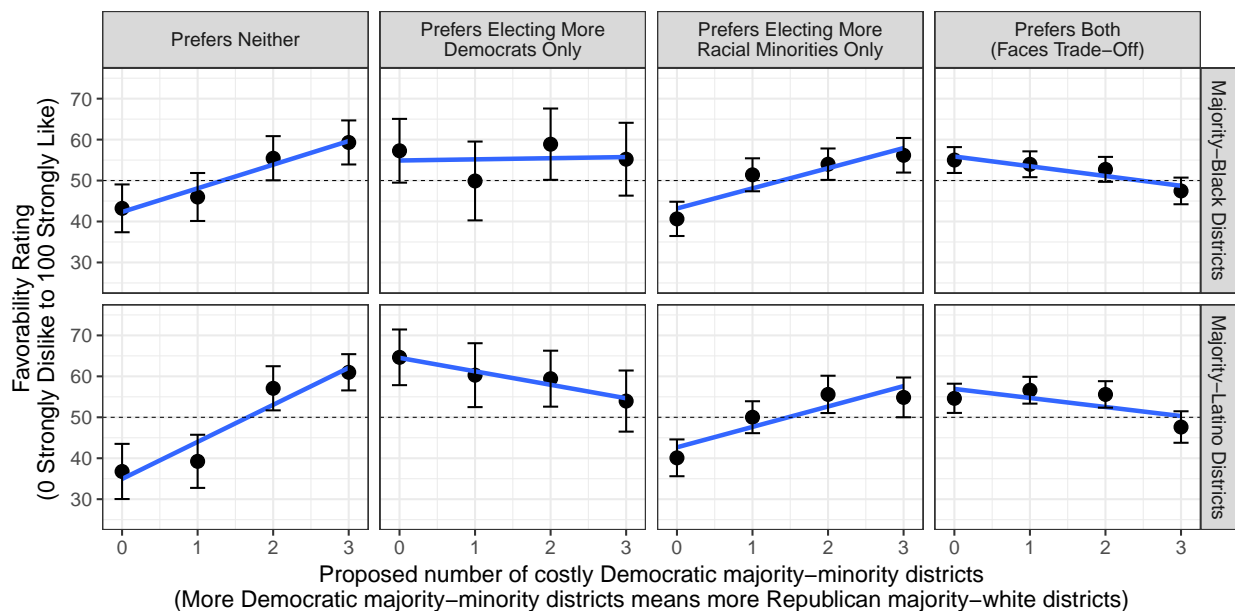 Prefers Neither
Prefers Electing More
Democrats Only
Prefers Electing More
Racial Minorities Only
Prefers Both
(Faces Trade−Off)
Favorability Rating
(0 Strongly Dislike to 100 Strongly Like)
70
60
50
40
30
Majority−Black Districts
70
60
50
40
30
Majority−Latino Districts
0 1 2 3 0 1 2 3 0 1 2 3 0 1 2 3
Proposed number of costly Democratic majority−minority districts
(More Democratic majority−minority districts means more Republican majority−white districts)